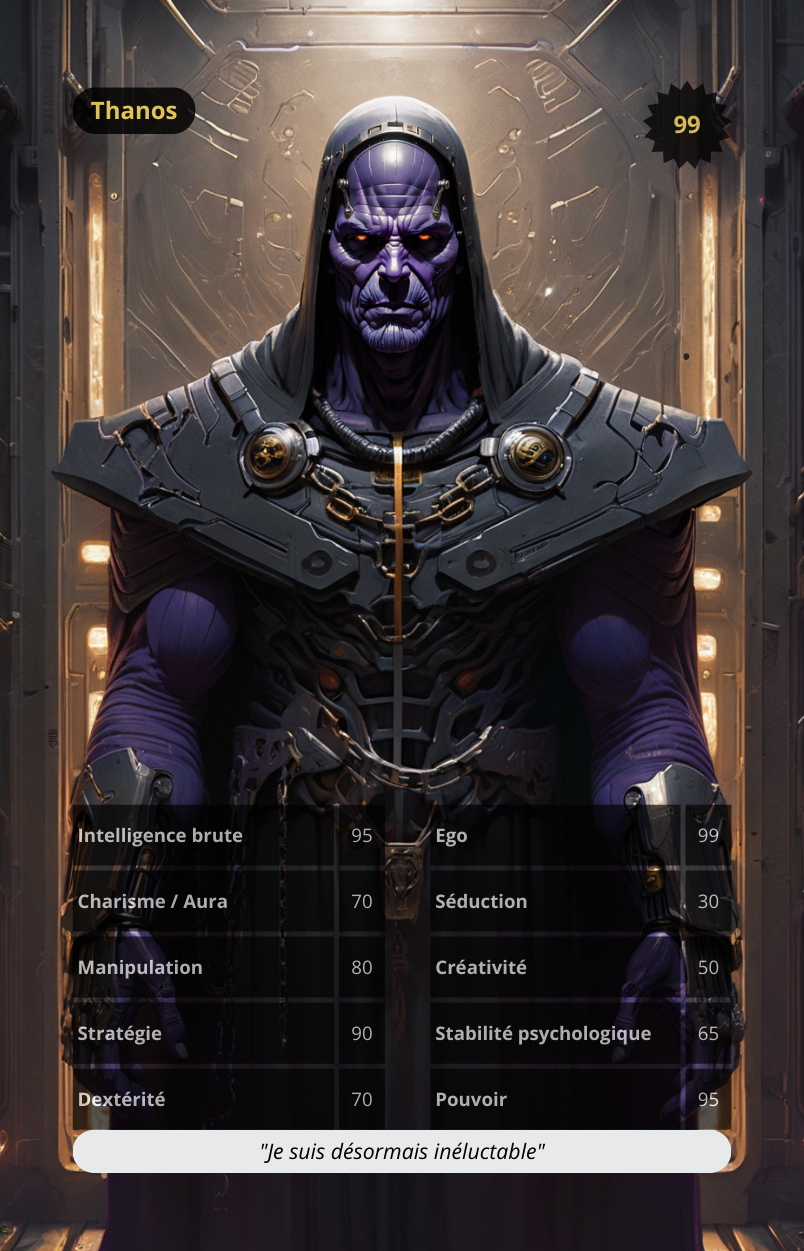 Thanos
99
Intelligence brute 95
Ego 99
Charisme / Aura 70
Séduction 30
Manipulation 80
Créativité 50
Stratégie 90
Stabilité psychologique 65
Dextérité 70
Pouvoir 95
"Je suis désormais inéluctable"